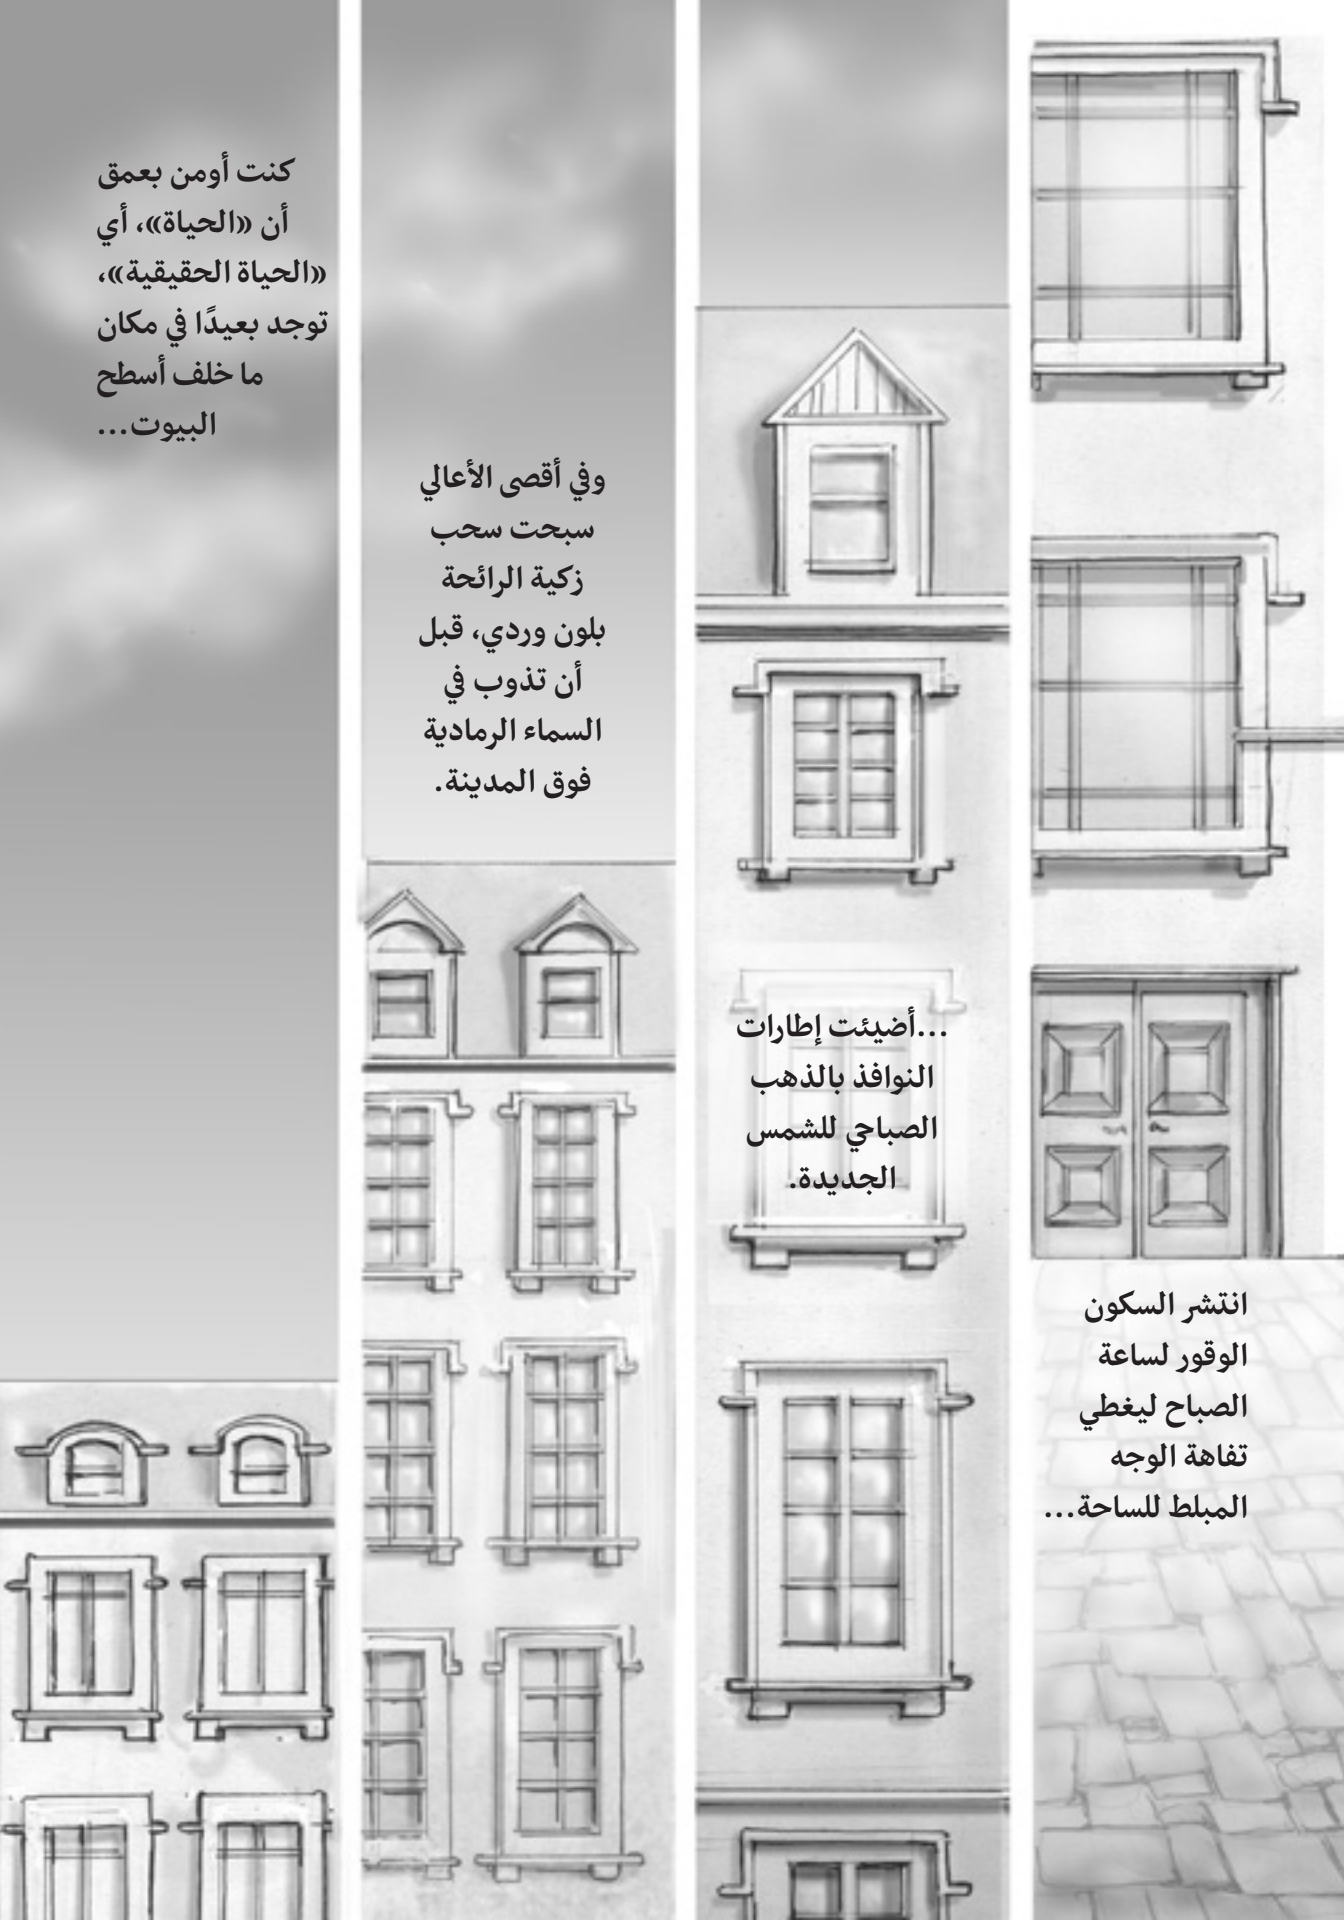 انتشر السكون
الوقور لساعة
الصباح ليغطي
تفاهة الوجه
المبلط للساحة...
...أضيئت إطارات
النوافذ بالذهب
الصباحي للشمس
الجديدة.
وفي أقصى الأعالي
سبحت سحب
زكية الرائحة
بلون وردي، قبل
أن تذوب في
السماء الرمادية
فوق المدينة.
كنت أومن بعمق
أن «الحياة»، أي
«الحياة الحقيقية»،
توجد بعيدًا في مكان
ما خلف أسطح
البيوت...